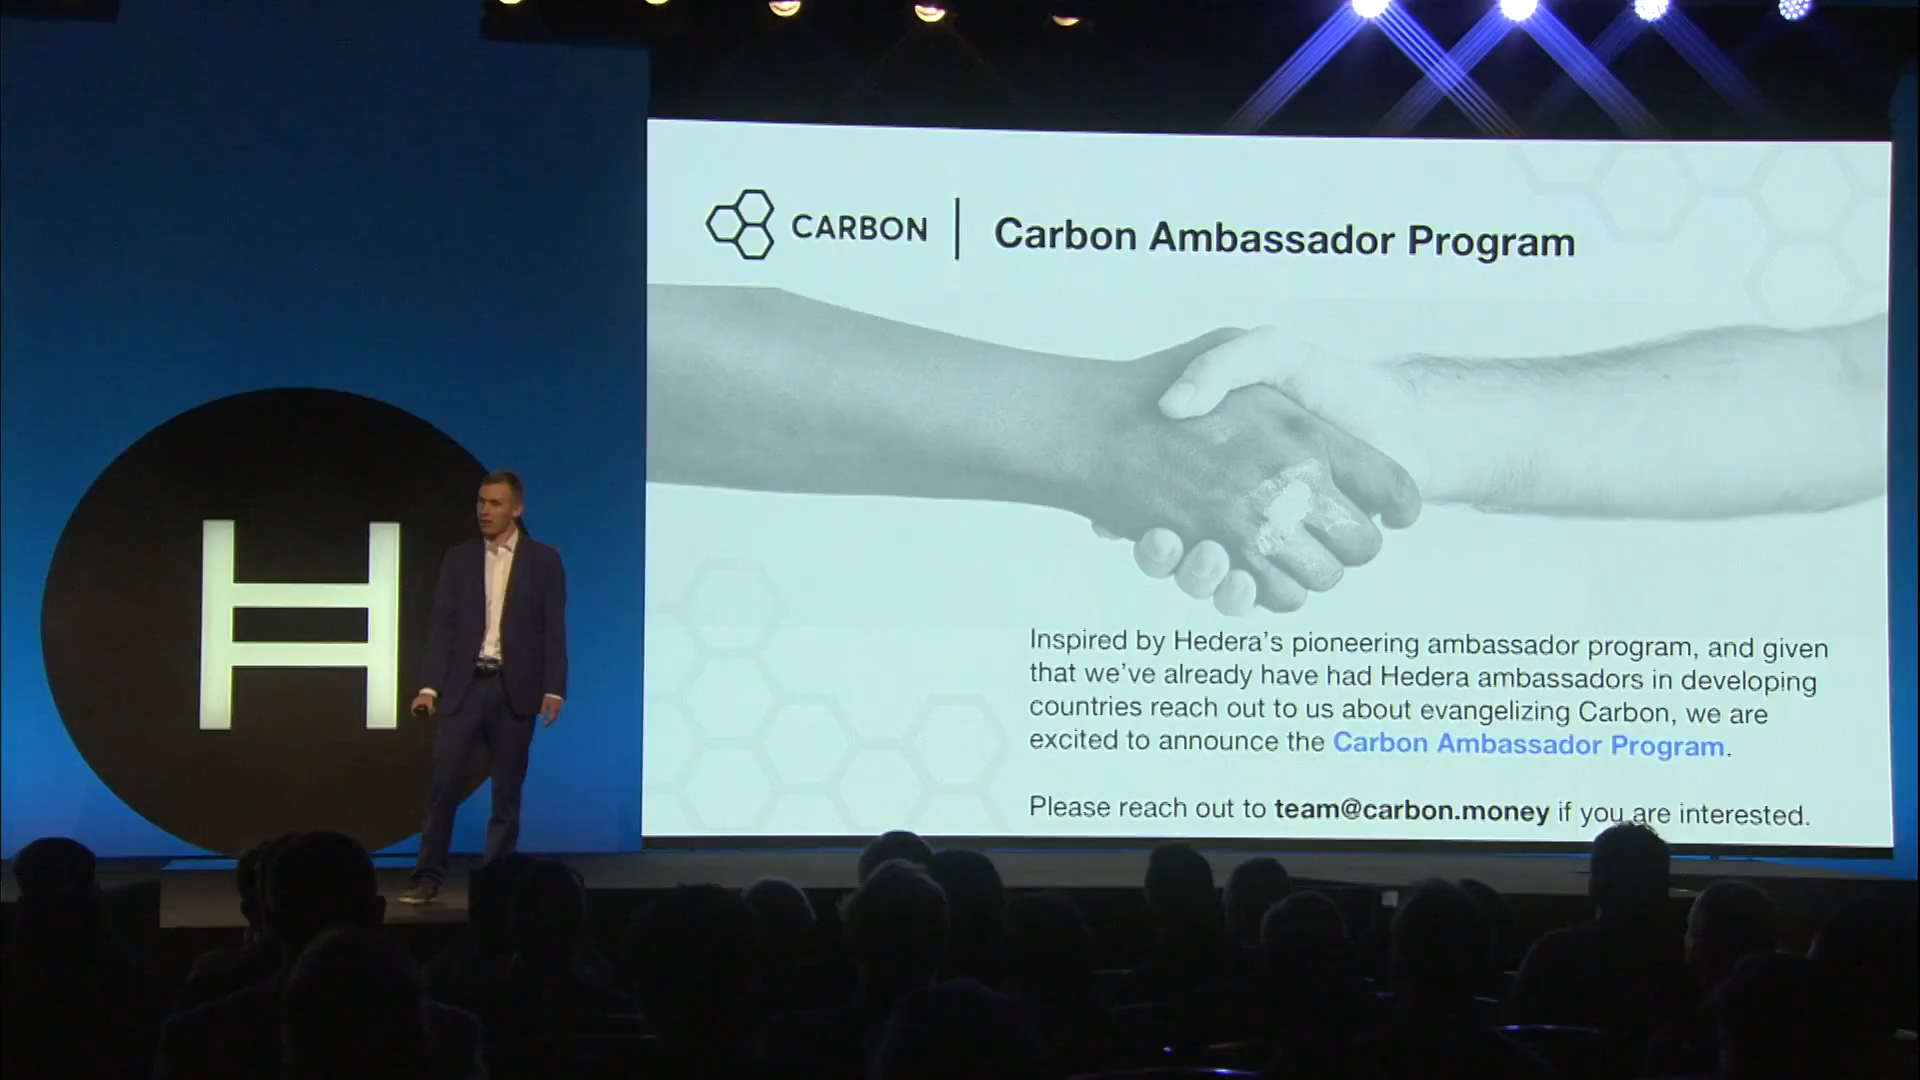 CARBON | Carbon Ambassador Program
Inspired by Hedera's pioneering ambassador program, and given
that we've already have had Hedera ambassadors in developing
countries reach out to us about evangelizing Carbon, we are
excited to announce the Carbon Ambassador Program.
Please reach out to team@carbon.money if you are interested.
H